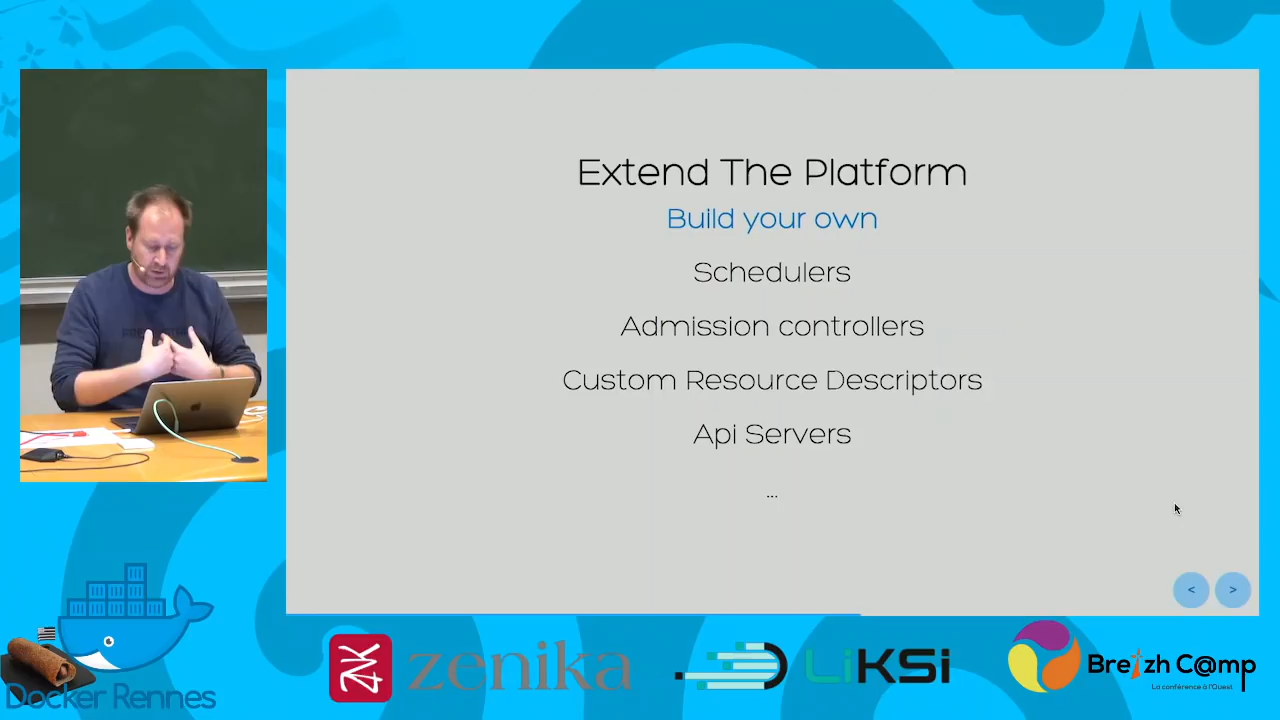 Extend The Platform
Build your own
Schedulers
Admission controllers
Custom Resource Descriptors
Api Servers
...
< >
Docker Rennes
zenika
LiKSi
Breizh C@mp
La conférence à l'Ouest